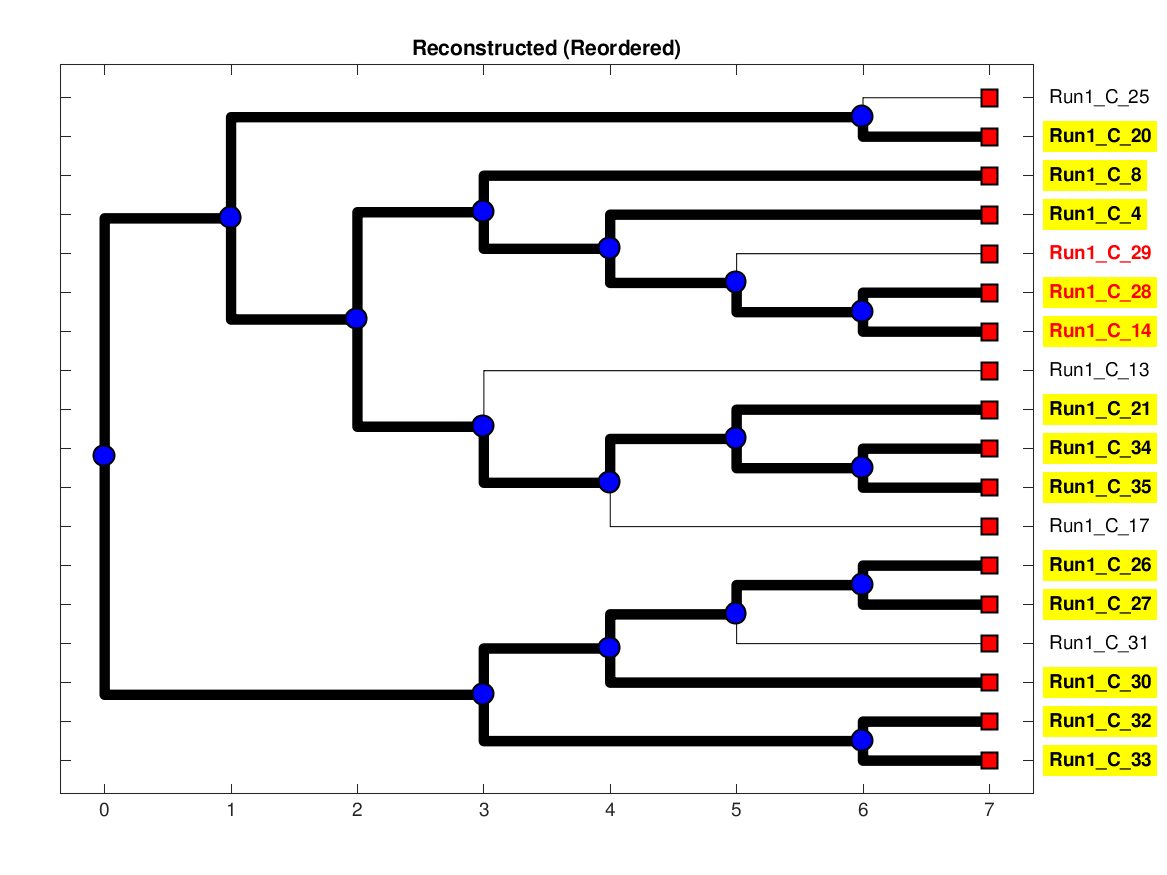 Reconstructed (Reordered)
Run1_C_25
Run1_C_20
Run1_C_8
Run1_C_4
Run1_C_29
Run1_C_28
Run1_C_14
Run1_C_13
Run1_C_21
Run1_C_34
Run1_C_35
Run1_C_17
Run1_C_26
Run1_C_27
Run1_C_31
Run1_C_30
Run1_C_32
Run1_C_33
0 1 2 3 4 5 6 7